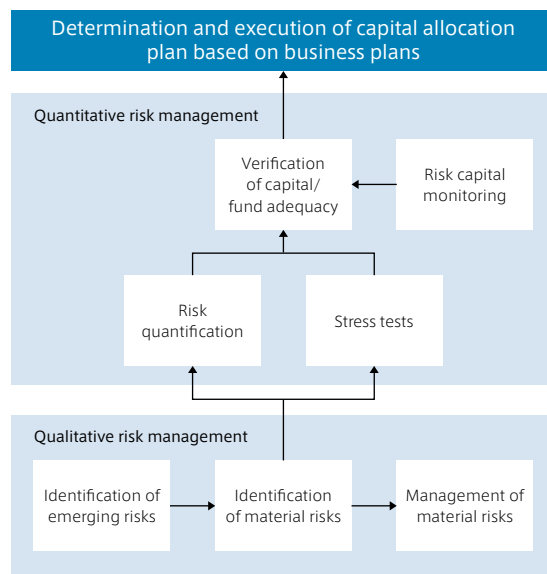 Determination and execution of capital allocation
plan based on business plans
Quantitative risk management
Verification
of capital/
fund adequacy
Risk capital
monitoring
Risk
quantification
Stress tests
Qualitative risk management
Identification of
emerging risks
Identification
of material risks
Management of
material risks